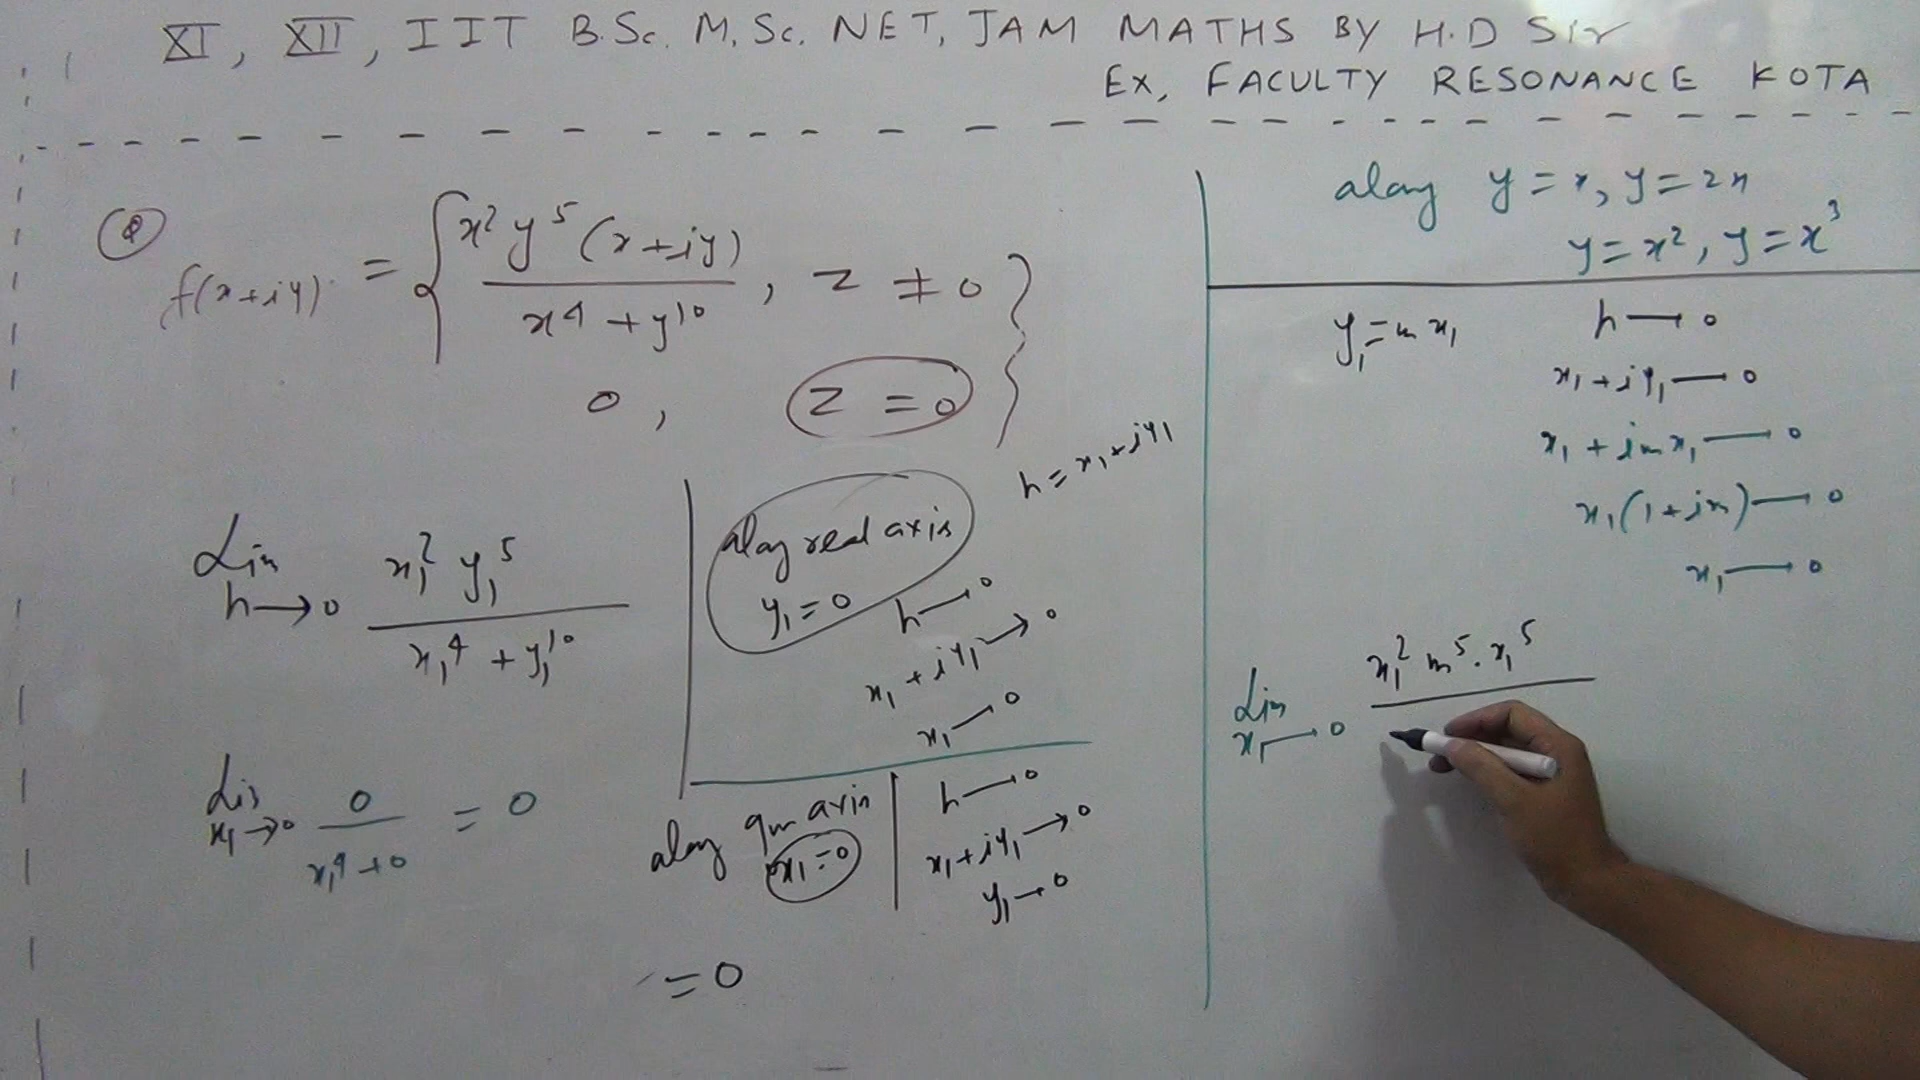 XI, XII, IIT B.Sc. M.Sc. NET, JAM MATHS BY H.D Sir
Ex, FACULTY RESONANCE KOTA
Q
f(x+iy) = { x² y⁵ (x+iy) / x⁴ + y¹⁰ , z ≠ 0 }
0 , z = 0
Lim h→0 x₁² y₁⁵ / x₁⁴ + y₁¹⁰
Lim x₁→0 0 / x₁⁴+0 = 0
h = x₁+iy₁
along real axis
y₁ = 0
h→0
x₁+iy₁→0
x₁→0
along Im axis
x₁=0
h→0
x₁+iy₁→0
y₁→0
= 0
along y = x, y = 2x
y = x², y = x³
y₁ = m x₁
h→0
x₁+iy₁→0
x₁ + imx₁→0
x₁(1+im)→0
x₁→0
Lim x₁→0 x₁² m⁵. x₁⁵